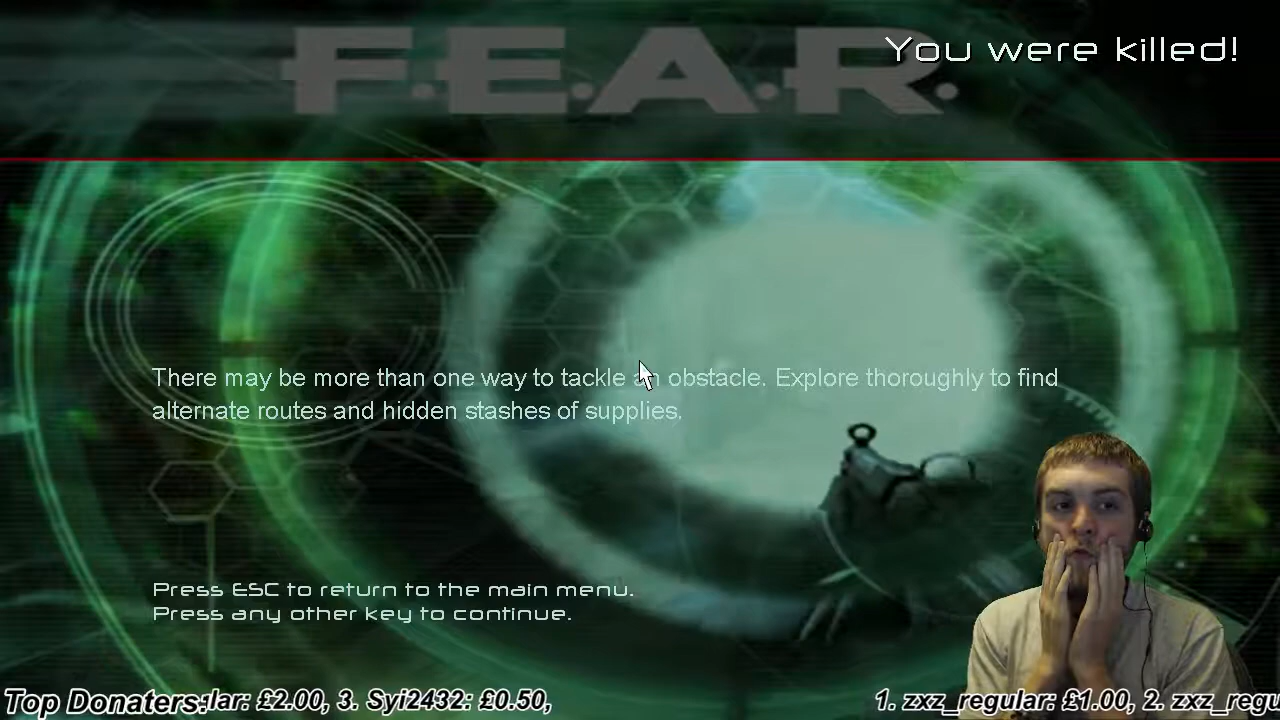 F.E.A.R.
You were killed!
There may be more than one way to tackle an obstacle. Explore thoroughly to find
alternate routes and hidden stashes of supplies.
Press ESC to return to the main menu.
Press any other key to continue.
Top Donaters: lar: £2.00, 3. Syi2432: £0.50, 1. zxz_regular: £1.00, 2. zxz_regu